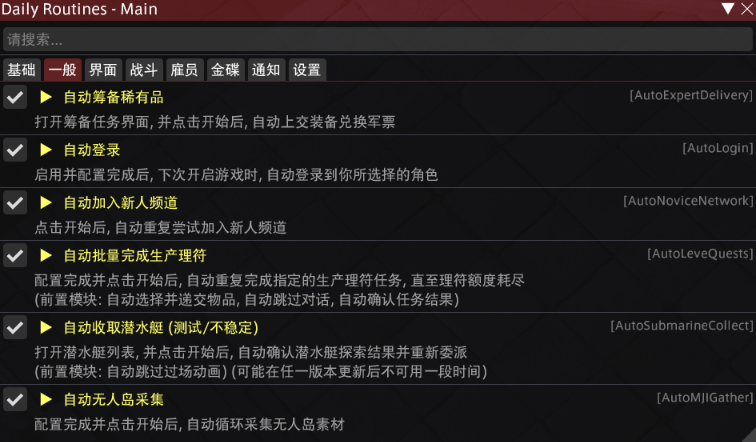 Daily Routines - Main
请搜索...
基础 一般 界面 战斗 雇员 金碟 通知 设置
自动筹备稀有品 [AutoExpertDelivery]
打开筹备任务界面, 并点击开始后, 自动上交装备兑换军票
自动登录 [AutoLogin]
启用并配置完成后, 下次开启游戏时, 自动登录到你所选择的角色
自动加入新人频道 [AutoNoviceNetwork]
点击开始后, 自动重复尝试加入新人频道
自动批量完成生产理符 [AutoLeveQuests]
配置完成并点击开始后, 自动重复完成指定的生产理符任务, 直至理符额度耗尽
(前置模块: 自动选择并递交物品, 自动跳过对话, 自动确认任务结果)
自动收取潜水艇 (测试/不稳定) [AutoSubmarineCollect]
打开潜水艇列表, 并点击开始后, 自动确认潜水艇探索结果并重新委派
(前置模块: 自动跳过过场动画) (可能在任一版本更新后不可用一段时间)
自动无人岛采集 [AutoMJIGather]
配置完成并点击开始后, 自动循环采集无人岛素材